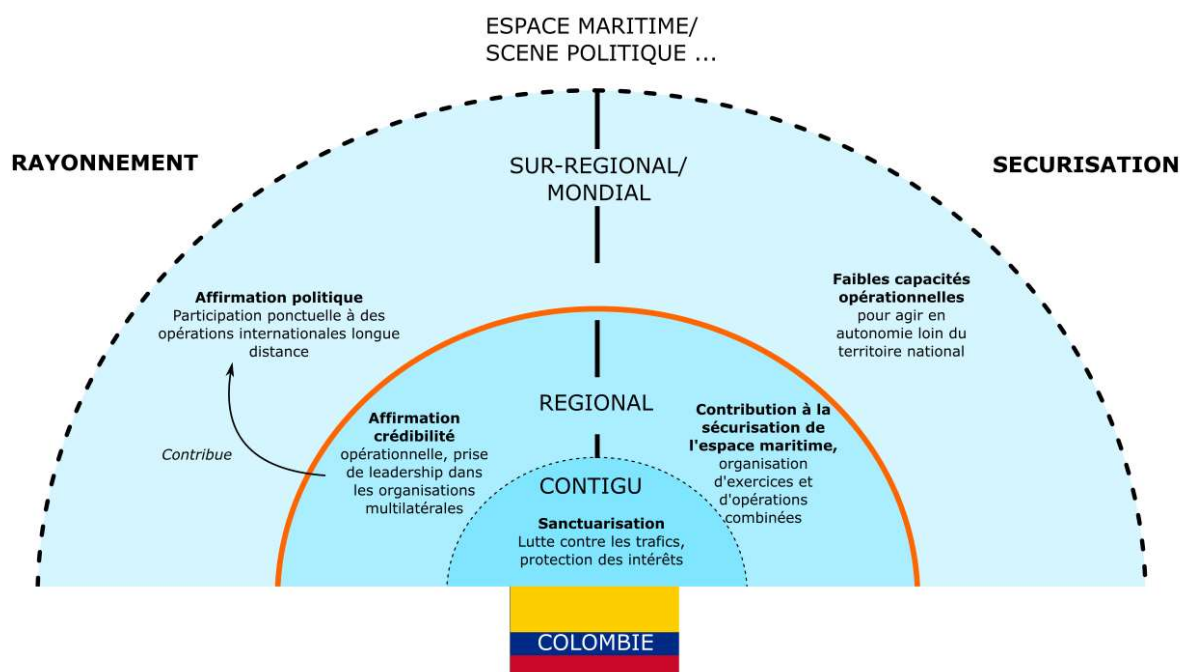 ESPACE MARITIME/
SCENE POLITIQUE ...
RAYONNEMENT
SECURISATION
SUR-REGIONAL/
MONDIAL
Affirmation politique
Participation ponctuelle à des
opérations internationales longue
distance
Faibles capacités
opérationnelles
pour agir en
autonomie loin du
territoire national
REGIONAL
Contribue
Affirmation
crédibilité
opérationnelle, prise
de leadership dans
les organisations
multilatérales
Contribution à la
sécurisation de
l'espace maritime,
organisation
d'exercices et
d'opérations
combinées
CONTIGU
Sanctuarisation
Lutte contre les trafics,
protection des intérêts
COLOMBIE